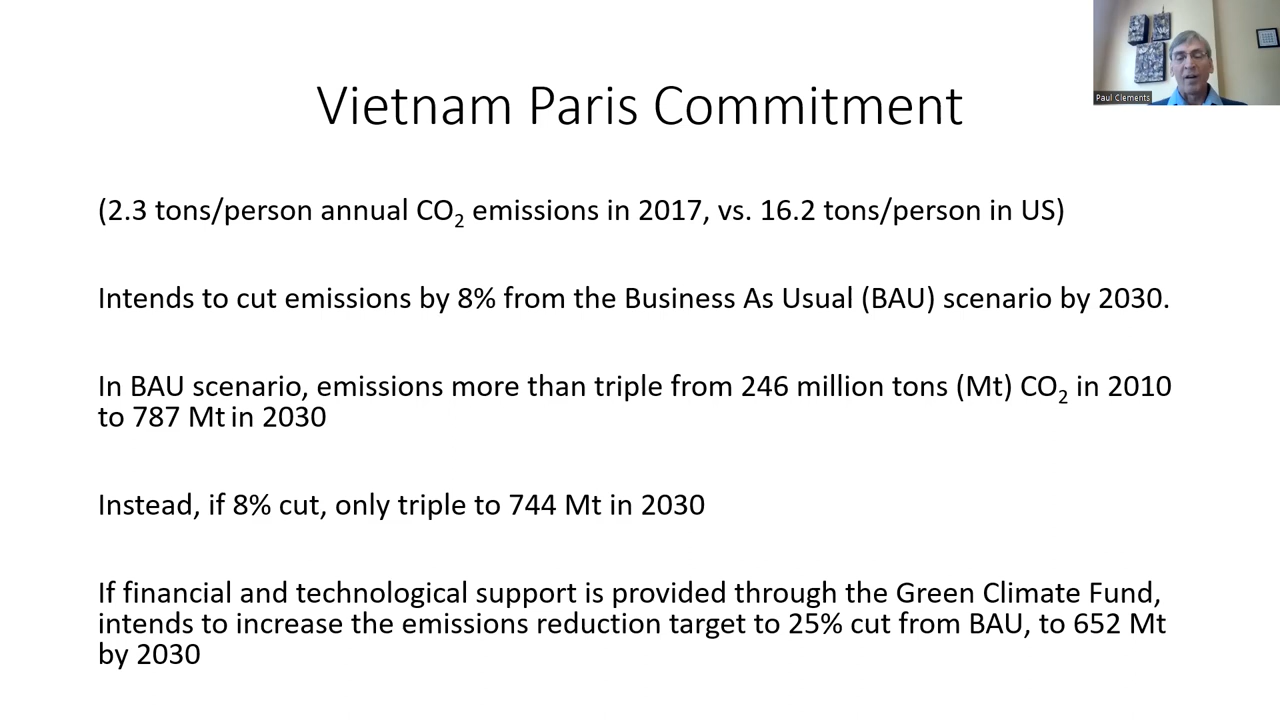 Paul Clements
Vietnam Paris Commitment
(2.3 tons/person annual CO₂ emissions in 2017, vs. 16.2 tons/person in US)
Intends to cut emissions by 8% from the Business As Usual (BAU) scenario by 2030.
In BAU scenario, emissions more than triple from 246 million tons (Mt) CO₂ in 2010
to 787 Mt in 2030
Instead, if 8% cut, only triple to 744 Mt in 2030
If financial and technological support is provided through the Green Climate Fund,
intends to increase the emissions reduction target to 25% cut from BAU, to 652 Mt
by 2030